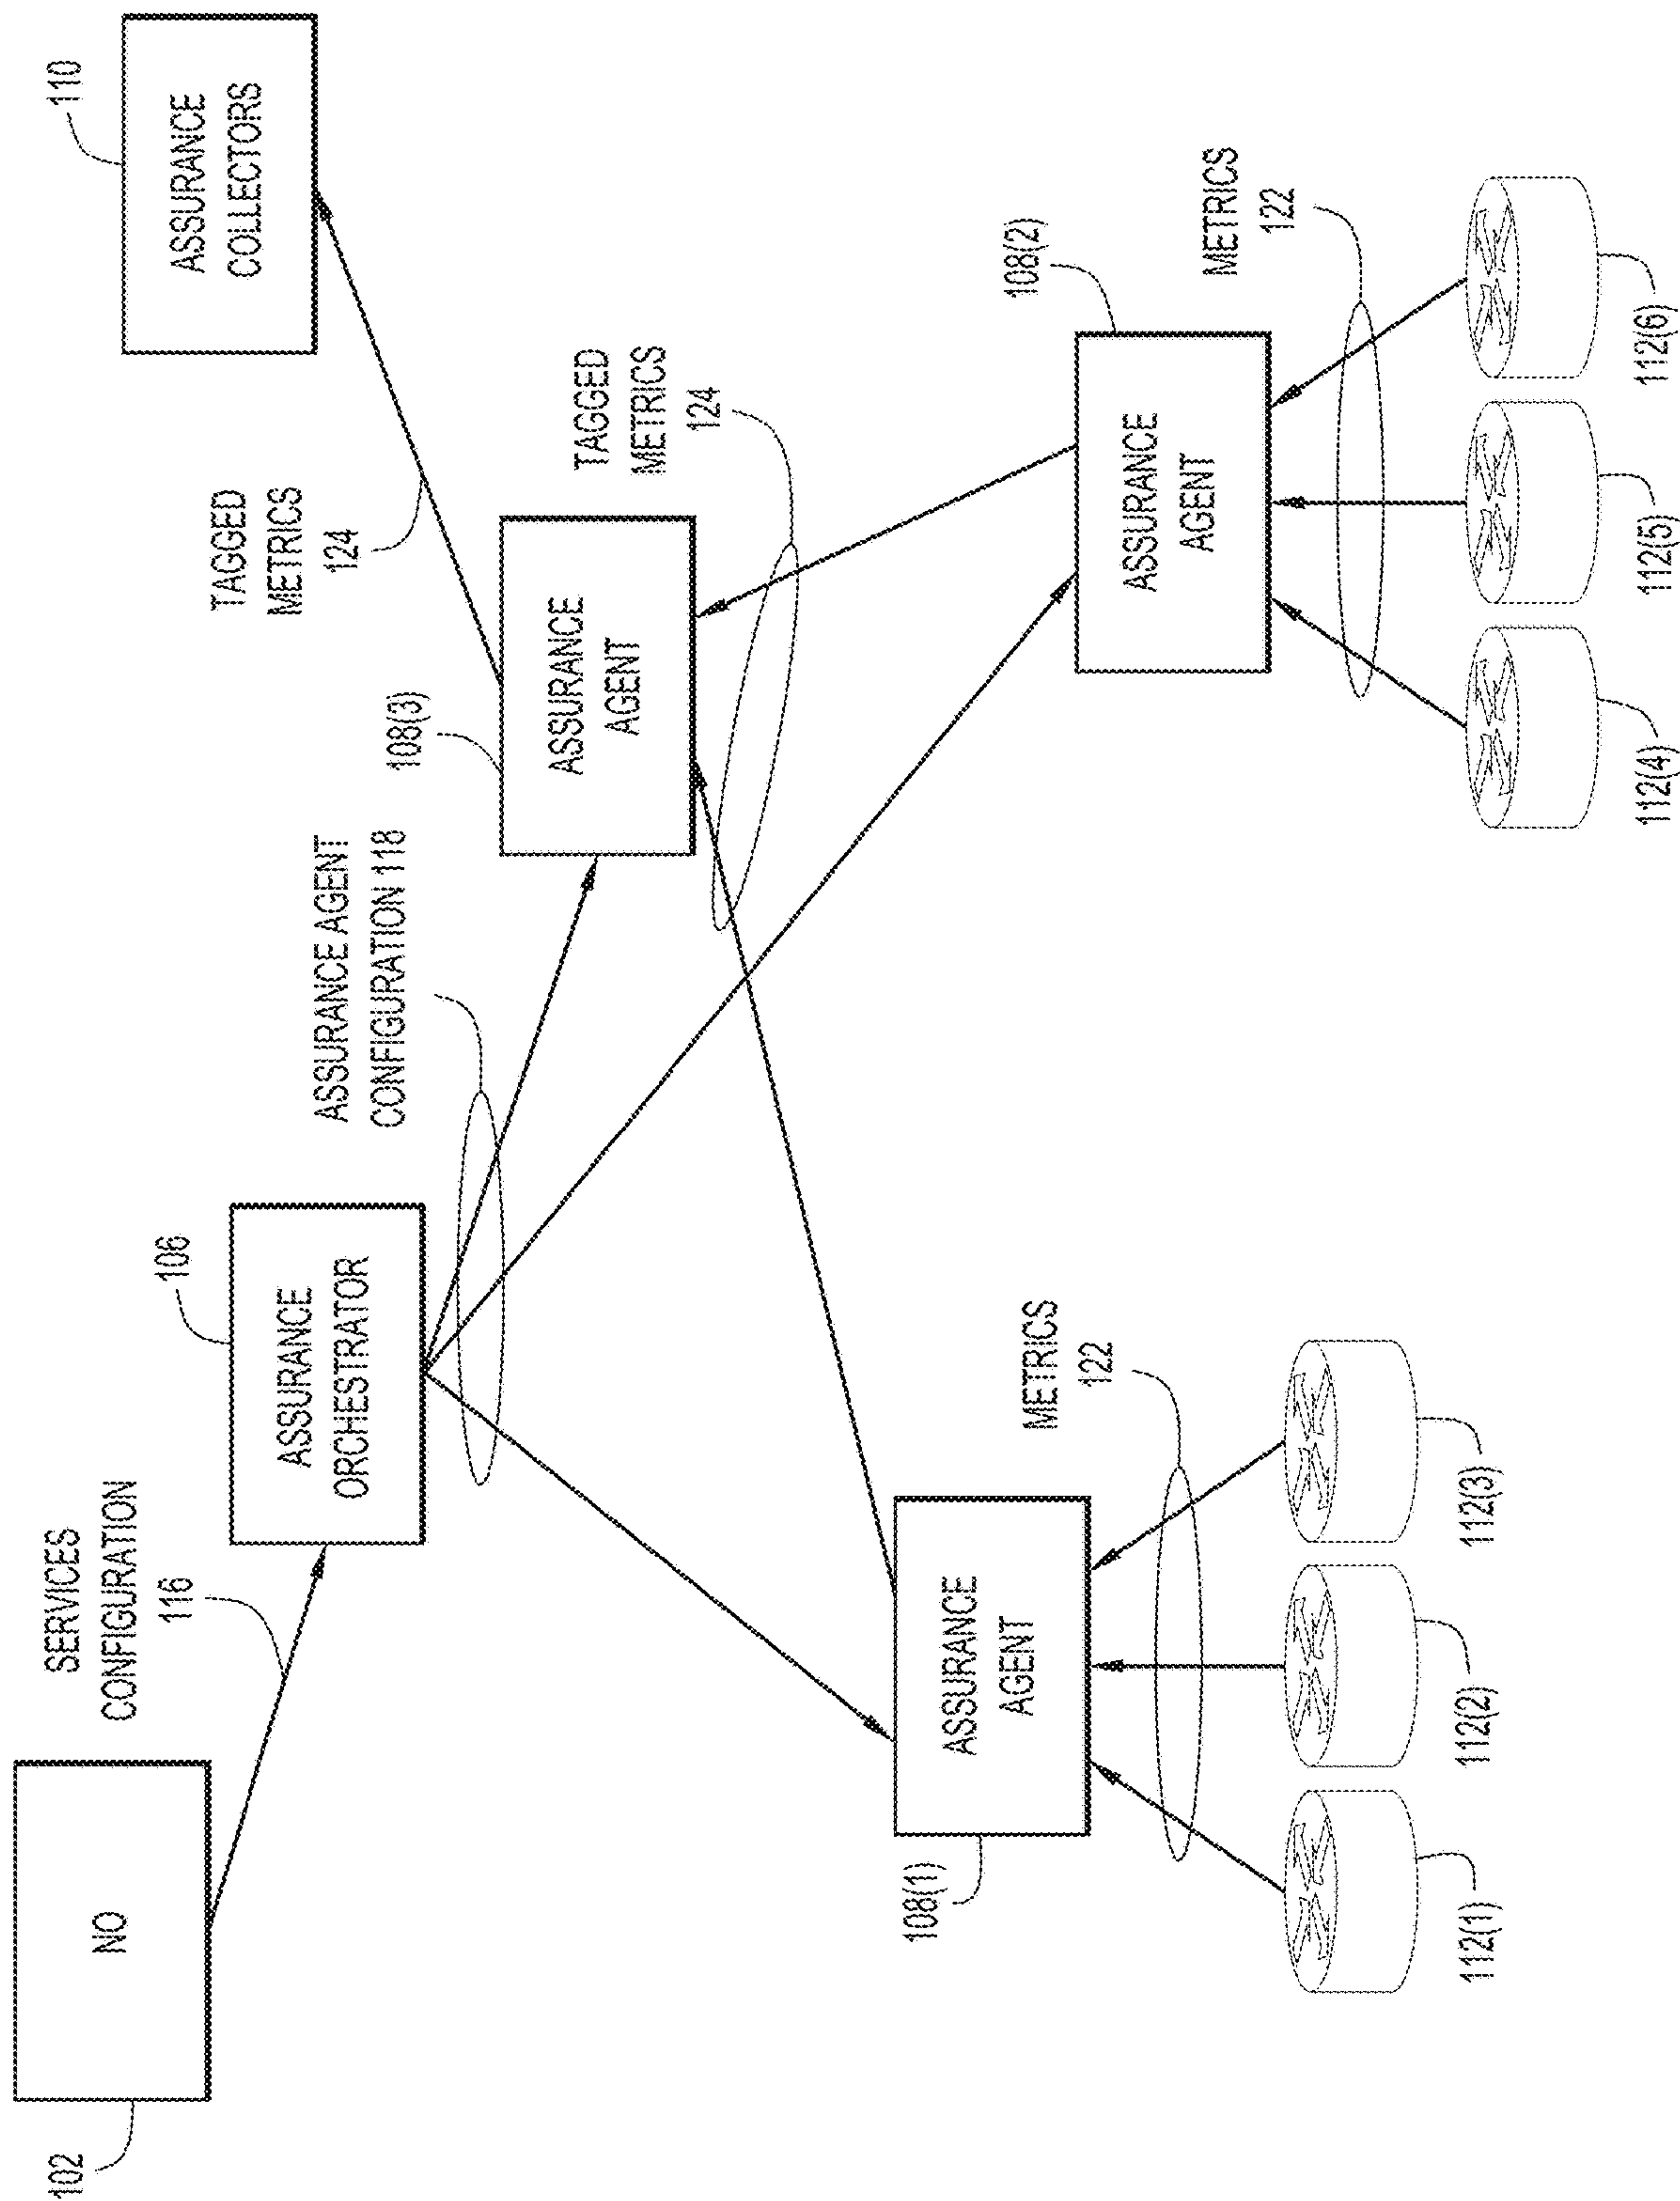 102
NO
SERVICES
CONFIGURATION
116
106
ASSURANCE
ORCHESTRATOR
ASSURANCE AGENT
CONFIGURATION 118
TAGGED
METRICS
124
110
ASSURANCE
COLLECTORS
108(3)
ASSURANCE
AGENT
TAGGED
METRICS
124
108(1)
ASSURANCE
AGENT
METRICS
122
112(1)
112(2)
112(3)
108(2)
ASSURANCE
AGENT
METRICS
122
112(4)
112(5)
112(6)